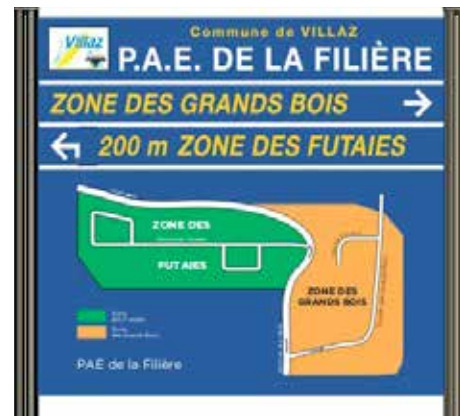 Commune de VILLAZ
Villaz
P.A.E. DE LA FILIÈRE
ZONE DES GRANDS BOIS
200 m ZONE DES FUTAIES
ZONE DES
FUTAIES
ZONE DES
GRANDS BOIS
PAE de la Filière